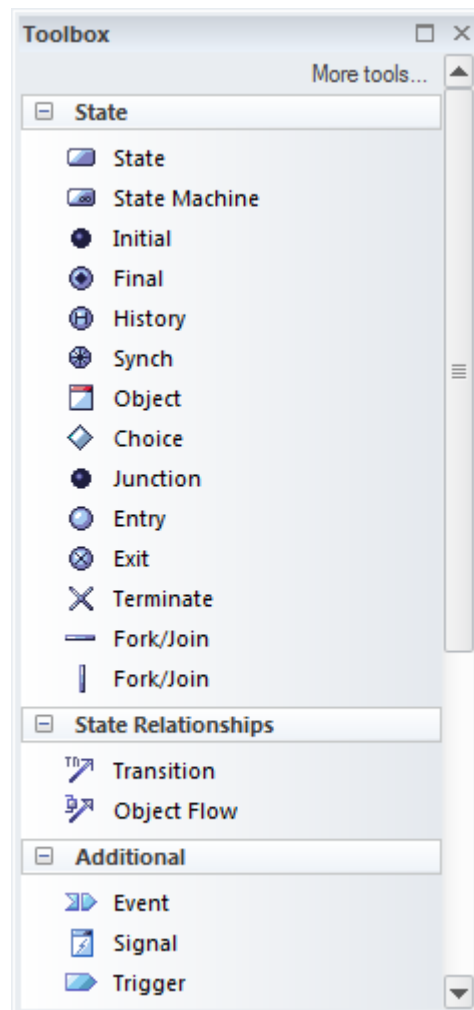 Toolbox
More tools...
State
State
State Machine
Initial
Final
History
Synch
Object
Choice
Junction
Entry
Exit
Terminate
Fork/Join
Fork/Join
State Relationships
Transition
Object Flow
Additional
Event
Signal
Trigger